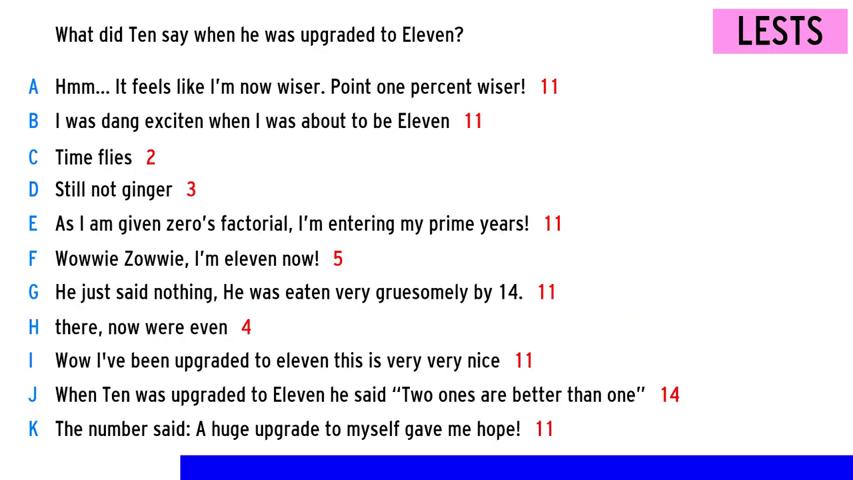 What did Ten say when he was upgraded to Eleven?
LESTS
A Hmm... It feels like I'm now wiser. Point one percent wiser! 11
B I was dang exciten when I was about to be Eleven 11
C Time flies 2
D Still not ginger 3
E As I am given zero's factorial, I'm entering my prime years! 11
F Wowwie Zowwie, I'm eleven now! 5
G He just said nothing, He was eaten very gruesomely by 14. 11
H there, now were even 4
I Wow I've been upgraded to eleven this is very very nice 11
J When Ten was upgraded to Eleven he said “Two ones are better than one” 14
K The number said: A huge upgrade to myself gave me hope! 11